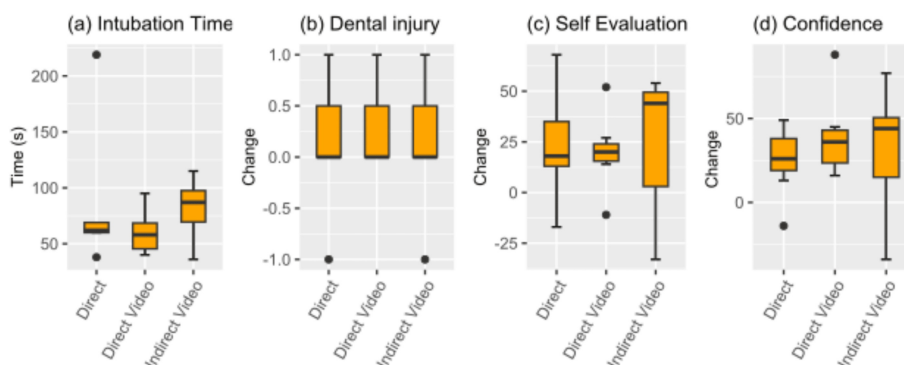 (a) Intubation Time
(b) Dental injury
(c) Self Evaluation
(d) Confidence
Time (s)
200
150
100
50
Direct
Direct Video
Indirect Video
Change
1.0
0.5
0.0
-0.5
-1.0
Direct
Direct Video
Indirect Video
Change
50
25
0
-25
Direct
Direct Video
Indirect Video
Change
50
0
Direct
Direct Video
Indirect Video